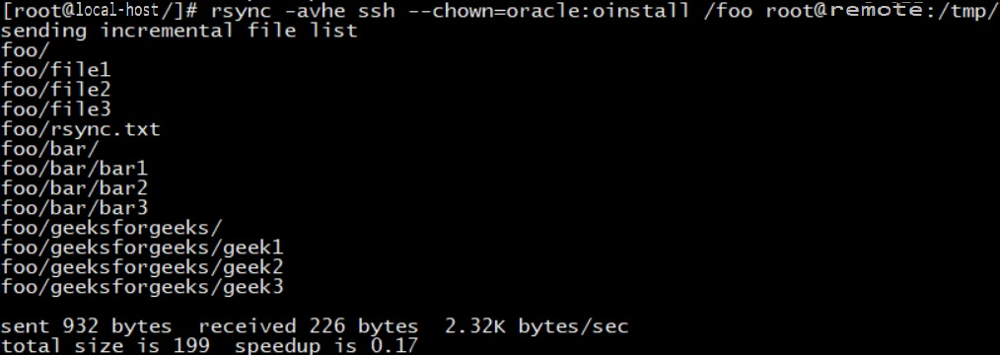 [root@local-host/]# rsync -avhe ssh --chown=oracle:oinstall /foo root@remote:/tmp/
sending incremental file list
foo/
foo/file1
foo/file2
foo/file3
foo/rsync.txt
foo/bar/
foo/bar/bar1
foo/bar/bar2
foo/bar/bar3
foo/geeksforgeeks/
foo/geeksforgeeks/geek1
foo/geeksforgeeks/geek2
foo/geeksforgeeks/geek3
sent 932 bytes  received 226 bytes  2.32K bytes/sec
total size is 199  speedup is 0.17